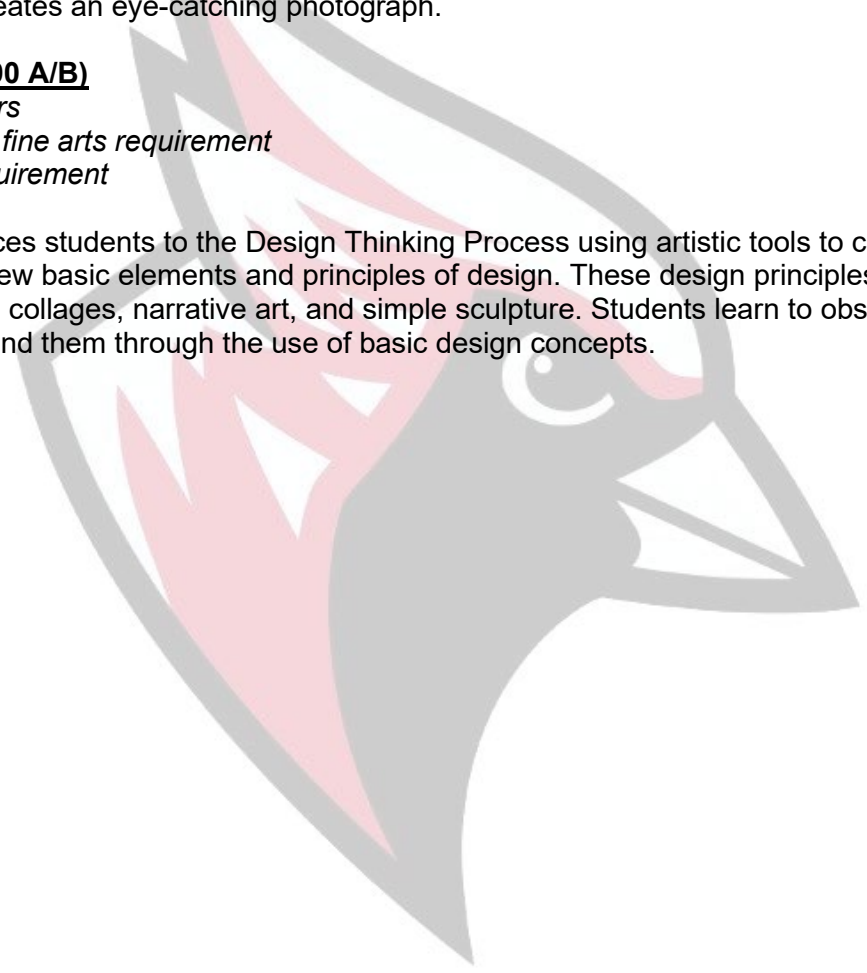 eates an eye-catching photograph.
00 A/B)
rs
fine arts requirement
uirement
ces students to the Design Thinking Process using artistic tools to c
ew basic elements and principles of design. These design principles
collages, narrative art, and simple sculpture. Students learn to obs
nd them through the use of basic design concepts.